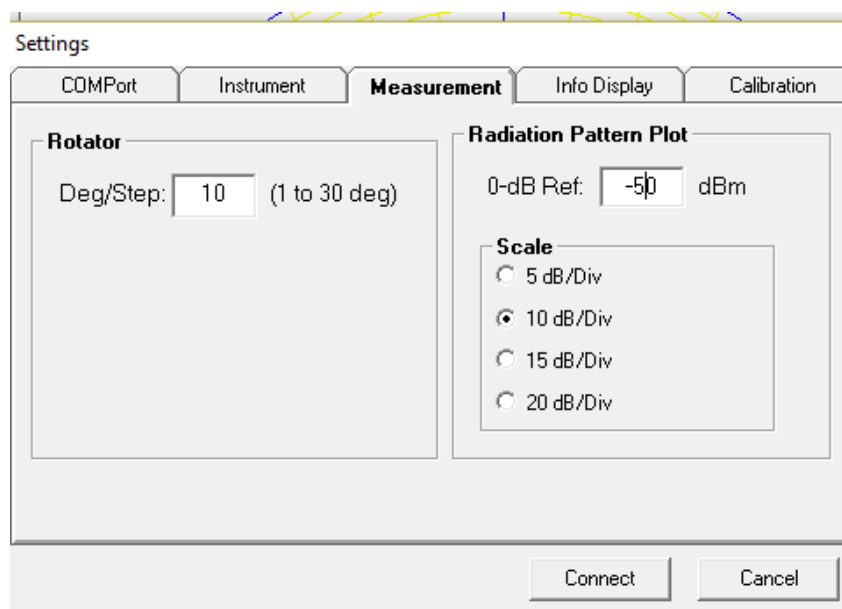 Settings
COMPort Instrument Measurement Info Display Calibration
Rotator
Deg/Step: 10 (1 to 30 deg)
Radiation Pattern Plot
0-dB Ref: -50 dBm
Scale
5 dB/Div
10 dB/Div
15 dB/Div
20 dB/Div
Connect Cancel